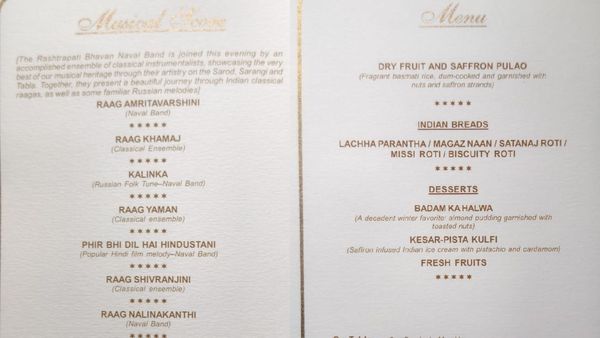 Musical Score
[The Rashtrapati Bhavan Naval Band is joined this evening by an
accomplished ensemble of classical instrumentalists, showcasing the very
best of our musical heritage through their artistry on the Sarod, Sarangi and
Tabla. Together, they present a beautiful journey through Indian classical
raagas, as well as some familiar Russian melodies]
RAAG AMRITAVARSHINI
(Naval Band)
*****
RAAG KHAMAJ
(Classical Ensemble)
*****
KALINKA
(Russian Folk Tune–Naval Band)
*****
RAAG YAMAN
(Classical ensemble)
*****
PHIR BHI DIL HAI HINDUSTANI
(Popular Hindi film melody–Naval Band)
*****
RAAG SHIVRANJINI
(Classical ensemble)
*****
RAAG NALINAKANTHI
(Naval Band)
*****
Menu
DRY FRUIT AND SAFFRON PULAO
(Fragrant basmati rice, dum-cooked and garnished with
nuts and saffron strands)
*****
INDIAN BREADS
LACHHA PARANTHA / MAGAZ NAAN / SATANAJ ROTI /
MISSI ROTI / BISCUITY ROTI
*****
DESSERTS
BADAM KA HALWA
(A decadent winter favorite: almond pudding garnished with
toasted nuts)
KESAR-PISTA KULFI
(Saffron infused Indian ice cream with pistachio and cardamom)
FRESH FRUITS
*****